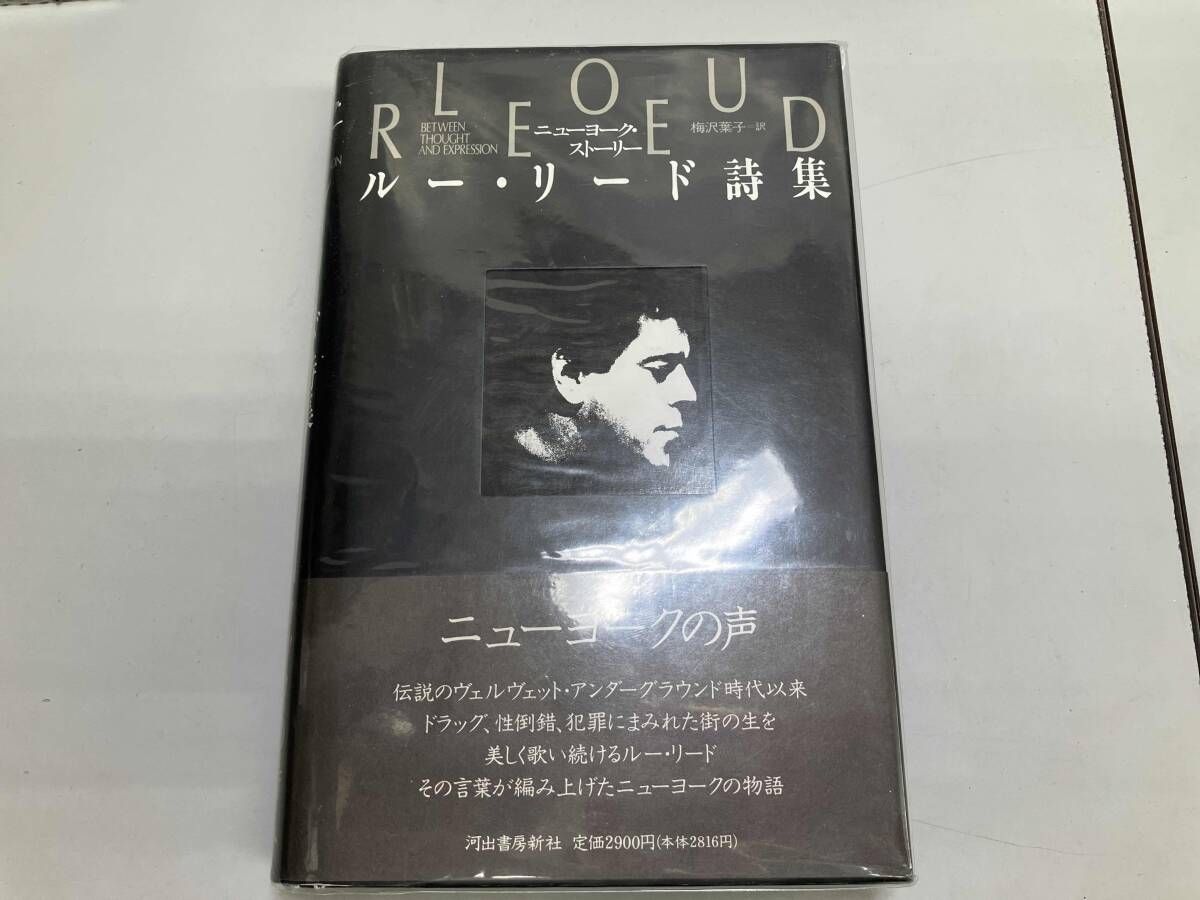 LOU
REED
BETWEEN
THOUGHT
AND EXPRESSION
ニューヨーク・
ストーリー
梅沢葉子=訳
ルー・リード詩集
ニューヨークの声
伝説のヴェルヴェット・アンダーグラウンド時代以来
ドラッグ、性倒錯、犯罪にまみれた街の生を
美しく歌い続けるルー・リード
その言葉が編み上げたニューヨークの物語
河出書房新社 定価2900円(本体2816円)